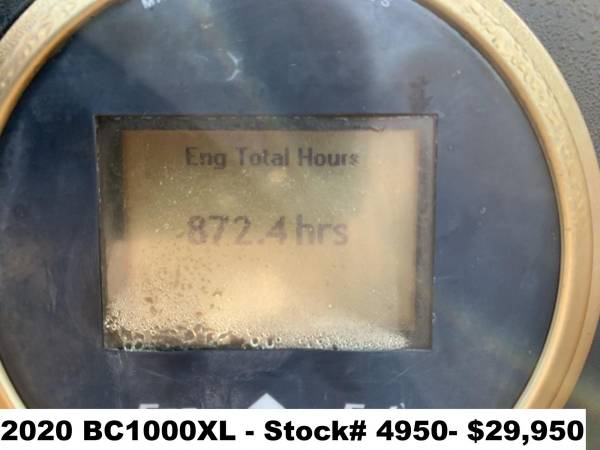 Eng Total Hours
872.4 hrs
2020 BC1000XL - Stock# 4950- $29,950